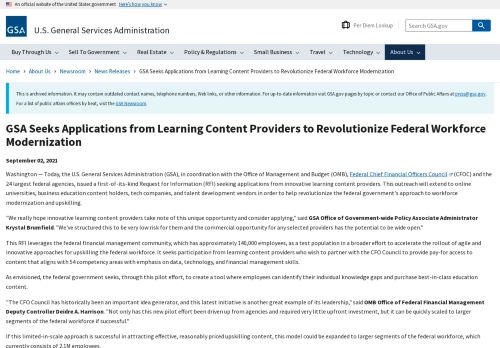 An official website of the United States government Here's how you know
GSA
U.S. General Services Administration
Per Diem Lookup
Search GSA.gov
Buy Through Us Sell To Government Real Estate Policy & Regulations Small Business Travel Technology About Us
Home › About Us › Newsroom › News Releases › GSA Seeks Applications from Learning Content Providers to Revolutionize Federal Workforce Modernization
This is archived information. It may contain outdated contact names, telephone numbers, Web links, or other information. For up-to-date information visit GSA.gov pages by topic or contact our Office of Public Affairs at press@gsa.gov.
For a list of public affairs officers by beat, visit the GSA Newsroom.
GSA Seeks Applications from Learning Content Providers to Revolutionize Federal Workforce
Modernization
September 02, 2021
Washington — Today, the U.S. General Services Administration (GSA), in coordination with the Office of Management and Budget (OMB), Federal Chief Financial Officers Council (CFOC) and the
24 largest federal agencies, issued a first-of-its-kind Request for Information (RFI) seeking applications from innovative learning content providers. This outreach will extend to online
universities, business education content holders, tech companies, and talent development vendors in order to help revolutionize the federal government's approach to workforce
modernization and upskilling.
"We really hope innovative learning content providers take note of this unique opportunity and consider applying," said GSA Office of Government-wide Policy Associate Administrator
Krystal Brumfield. "We've structured this to be very low risk for them and the commercial opportunity for any selected providers has the potential to be wide open."
This RFI leverages the federal financial management community, which has approximately 140,000 employees, as a test population in a broader effort to accelerate the rollout of agile and
innovative approaches for upskilling the federal workforce. It seeks participation from learning content providers who wish to partner with the CFO Council to provide pay-for access to
content that aligns with 54 competency areas with emphasis on data, technology, and financial management skills.
As envisioned, the federal government seeks, through this pilot effort, to create a tool where employees can identify their individual knowledge gaps and purchase best-in-class education
content.
"The CFO Council has historically been an important idea generator, and this latest initiative is another great example of its leadership," said OMB Office of Federal Financial Management
Deputy Controller Deidre A. Harrison. "Not only has this new pilot effort been driven up from agencies and required very little upfront investment, but it can be quickly scaled to larger
segments of the federal workforce if successful."
If this limited-in-scale approach is successful in attracting effective, reasonably priced upskilling content, this model could be expanded to larger segments of the federal workforce, which
currently consists of 2.1M employees.